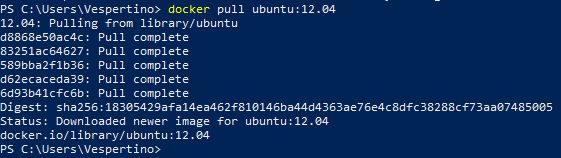 PS C:\Users\Vespertino> docker pull ubuntu:12.04
12.04: Pulling from library/ubuntu
d8868e50ac4c: Pull complete
83251ac64627: Pull complete
589bba2f1b36: Pull complete
d62ecaceda39: Pull complete
6d93b41cfc6b: Pull complete
Digest: sha256:18305429afa14ea462f810146ba44d4363ae76e4c8dfc38288cf73aa07485005
Status: Downloaded newer image for ubuntu:12.04
docker.io/library/ubuntu:12.04
PS C:\Users\Vespertino>